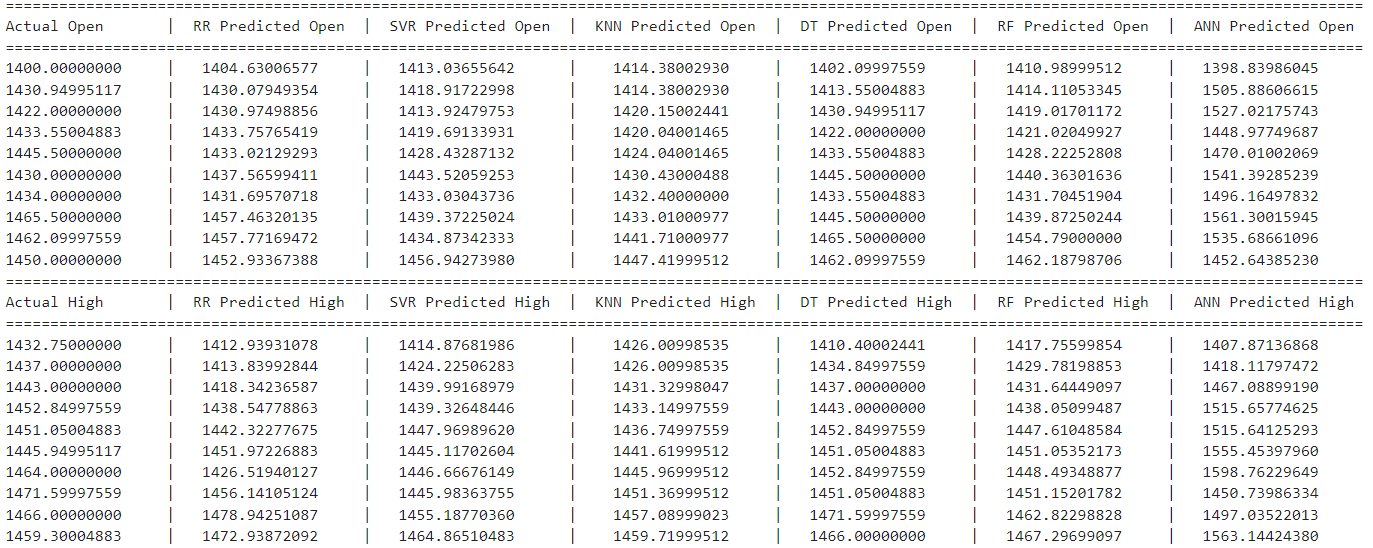 Actual Open | RR Predicted Open | SVR Predicted Open | KNN Predicted Open | DT Predicted Open | RF Predicted Open | ANN Predicted Open
1400.00000000 | 1404.63006577 | 1413.03655642 | 1414.38002930 | 1402.09997559 | 1410.98999512 | 1398.83986045
1430.94995117 | 1430.07949354 | 1418.91722998 | 1414.38002930 | 1413.55004883 | 1414.11053345 | 1505.88606615
1422.00000000 | 1430.97498856 | 1413.92479753 | 1420.15002441 | 1430.94995117 | 1419.01701172 | 1527.02175743
1433.55004883 | 1433.75765419 | 1419.69133931 | 1420.04001465 | 1422.00000000 | 1421.02049927 | 1448.97749687
1445.50000000 | 1433.02129293 | 1428.43287132 | 1424.04001465 | 1433.55004883 | 1428.22252808 | 1470.01002069
1430.00000000 | 1437.56599411 | 1443.52059253 | 1430.43000488 | 1445.50000000 | 1440.36301636 | 1541.39285239
1434.00000000 | 1431.69570718 | 1433.03043736 | 1432.40000000 | 1433.55004883 | 1431.70451904 | 1496.16497832
1465.50000000 | 1457.46320135 | 1439.37225024 | 1433.01000977 | 1445.50000000 | 1439.87250244 | 1561.30015945
1462.09997559 | 1457.77169472 | 1434.87342333 | 1441.71000977 | 1465.50000000 | 1454.79000000 | 1535.68661096
1450.00000000 | 1452.93367388 | 1456.94273980 | 1447.41999512 | 1462.09997559 | 1462.18798706 | 1452.64385230
Actual High | RR Predicted High | SVR Predicted High | KNN Predicted High | DT Predicted High | RF Predicted High | ANN Predicted High
1432.75000000 | 1412.93931078 | 1414.87681986 | 1426.00998535 | 1410.40002441 | 1417.75599854 | 1407.87136868
1437.00000000 | 1413.83992844 | 1424.22506283 | 1426.00998535 | 1434.84997559 | 1429.78198853 | 1418.11797472
1443.00000000 | 1418.34236587 | 1439.99168979 | 1431.32998047 | 1437.00000000 | 1431.64449097 | 1467.08899190
1452.84997559 | 1438.54778863 | 1439.32648446 | 1433.14997559 | 1443.00000000 | 1438.05099487 | 1515.65774625
1451.05004883 | 1442.32277675 | 1447.96989620 | 1436.74997559 | 1452.84997559 | 1447.61048584 | 1515.64125293
1445.94995117 | 1451.97226883 | 1445.11702604 | 1441.61999512 | 1451.05004883 | 1451.05352173 | 1555.45397960
1464.00000000 | 1426.51940127 | 1446.66676149 | 1445.96999512 | 1452.84997559 | 1448.49348877 | 1598.76229649
1471.59997559 | 1456.14105124 | 1445.98363755 | 1451.36999512 | 1451.05004883 | 1451.15201782 | 1450.73986334
1466.00000000 | 1478.94251087 | 1455.18770360 | 1457.08999023 | 1471.59997559 | 1462.82298828 | 1497.03522013
1459.30004883 | 1472.93872092 | 1464.86510483 | 1459.71999512 | 1466.00000000 | 1467.29699097 | 1563.14424380